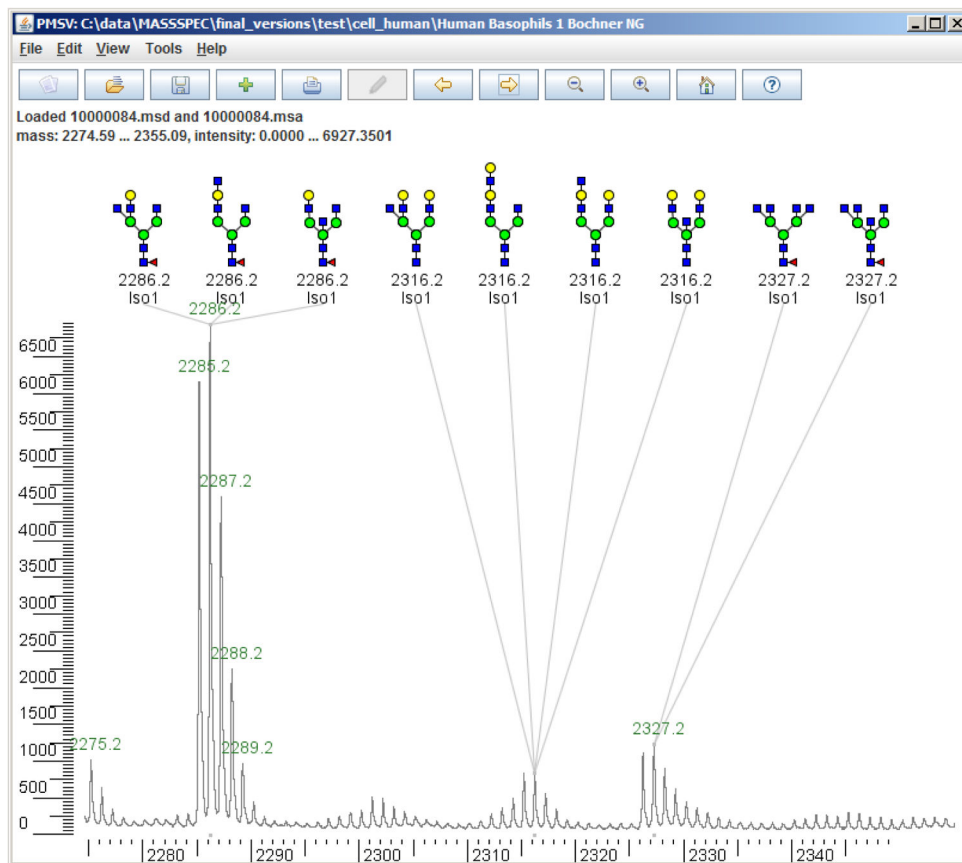 PMSV: C:\data\MASSSPEC\final_versions\test\cell_human\Human Basophils 1 Bochner NG
File Edit View Tools Help
Loaded 10000084.msd and 10000084.msa
mass: 2274.59 ... 2355.09, intensity: 0.0000 ... 6927.3501
2286.2 2286.2 2286.2 2316.2 2316.2 2316.2 2316.2 2327.2 2327.2
Iso1 Iso1 Iso1 Iso1 Iso1 Iso1 Iso1 Iso1 Iso1
2286.2
6500
2285.2
6000
5500
5000
2287.2
4500
4000
3500
3000
2500
2288.2
2000
1500
2275.2 2289.2 2327.2
1000
500
0
2280 2290 2300 2310 2320 2330 2340